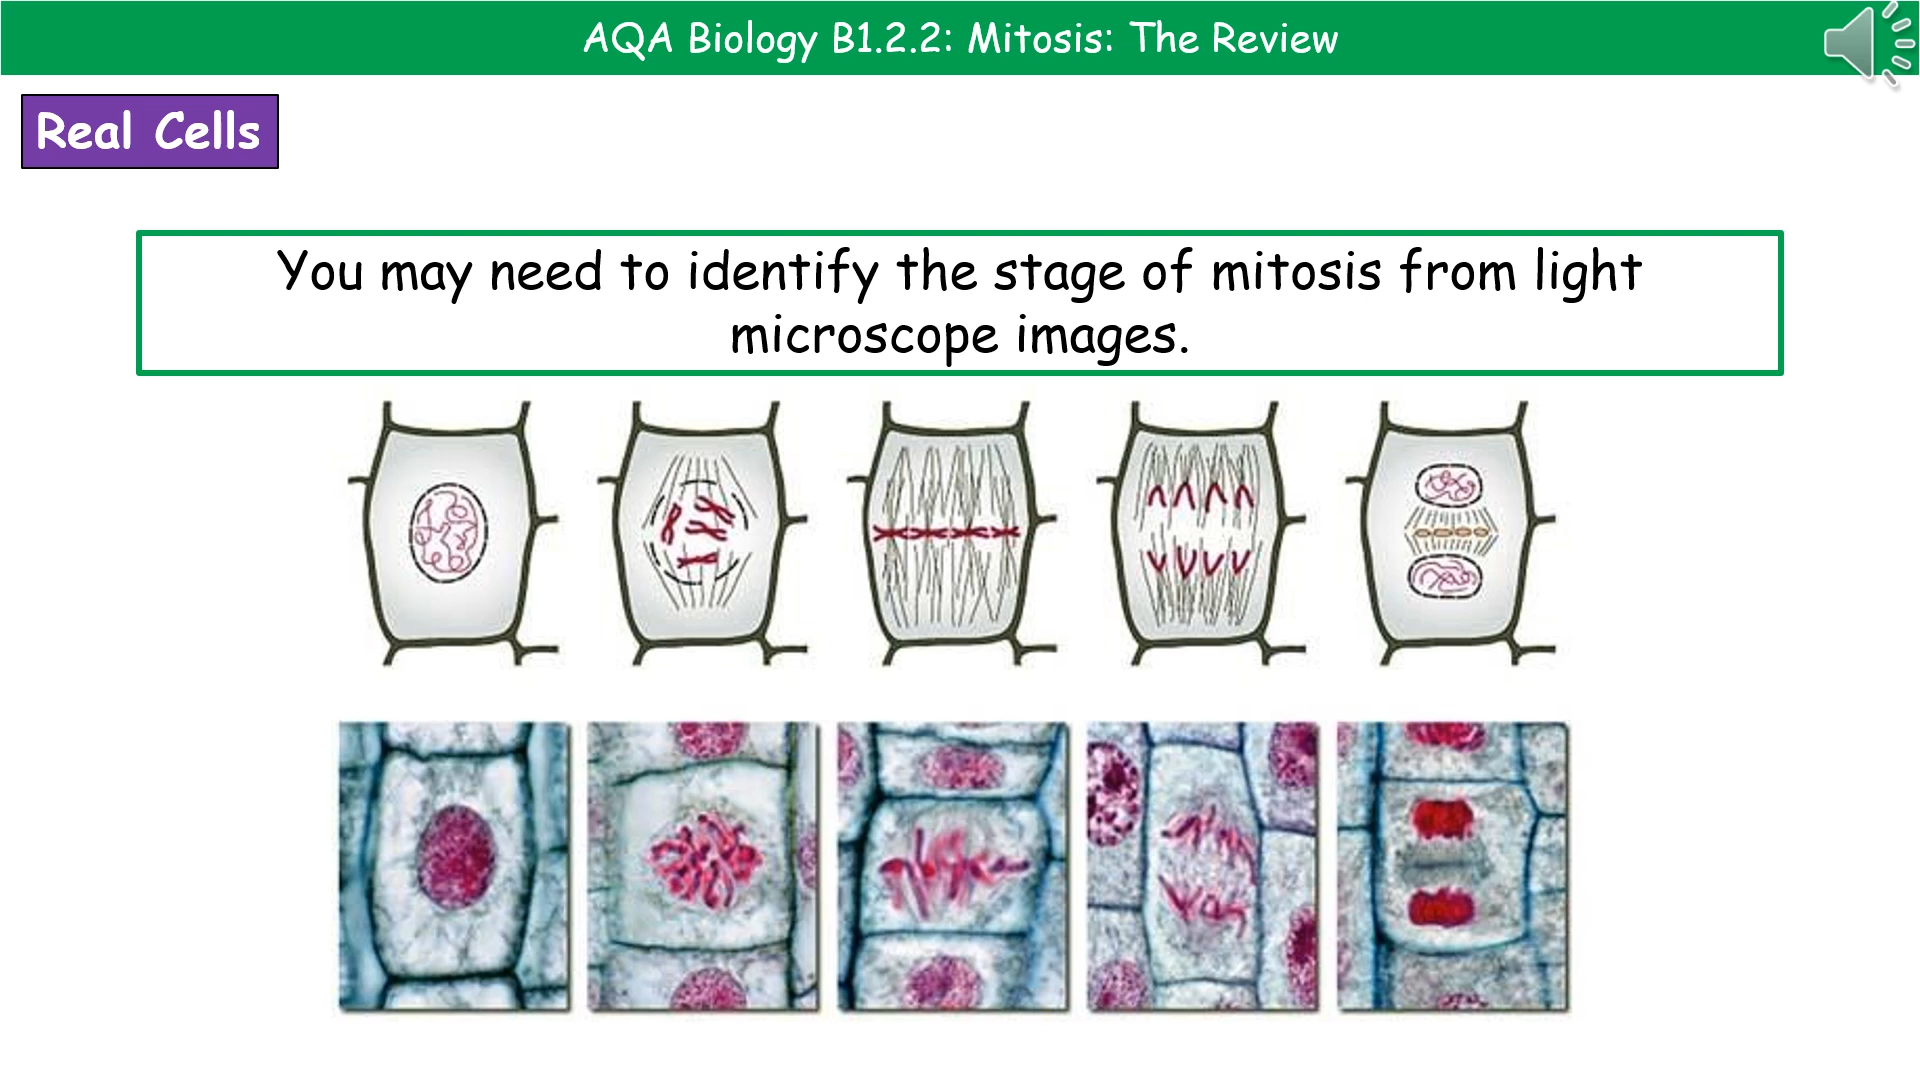 AQA Biology B1.2.2: Mitosis: The Review
Real Cells
You may need to identify the stage of mitosis from light
microscope images.